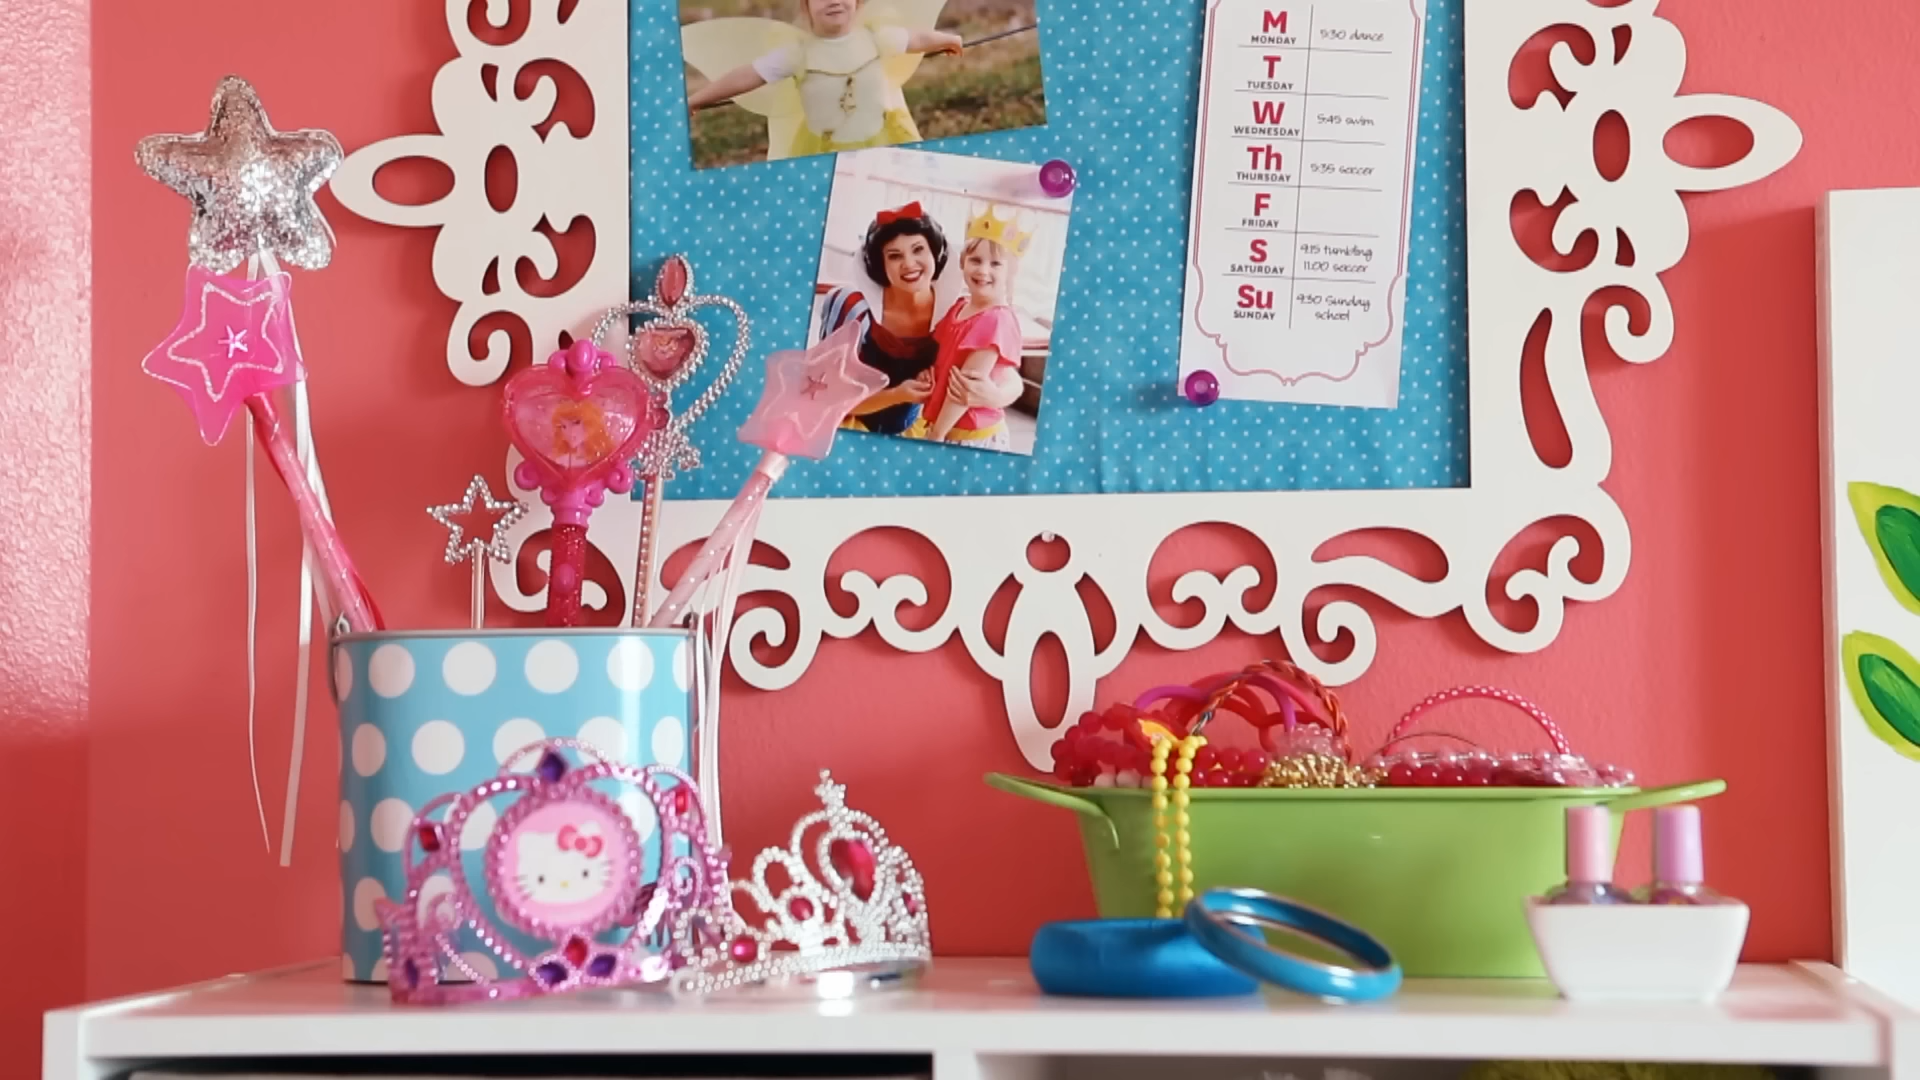 M
MONDAY
5:30 dance
T
TUESDAY
W
WEDNESDAY
5:45 swim
Th
THURSDAY
5:35 soccer
F
FRIDAY
S
SATURDAY
9:15 tumbling
11:00 soccer
Su
SUNDAY
9:30 Sunday
school